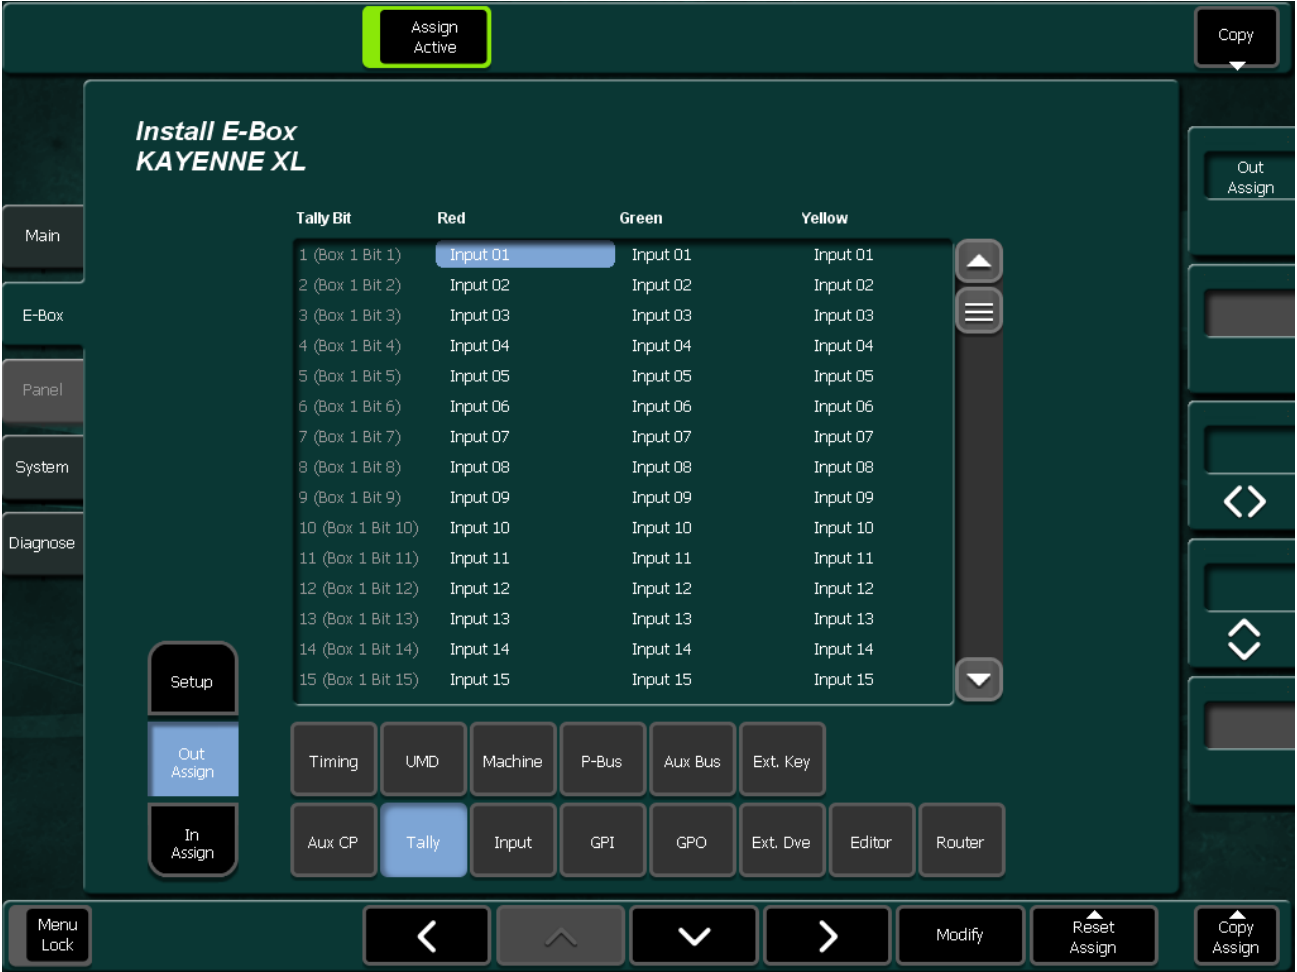 Assign
Active
Copy
Install E-Box
KAYENNE XL
Out
Assign
Main
E-Box
Panel
System
Diagnose
Tally Bit Red Green Yellow
1 (Box 1 Bit 1) Input 01 Input 01 Input 01
2 (Box 1 Bit 2) Input 02 Input 02 Input 02
3 (Box 1 Bit 3) Input 03 Input 03 Input 03
4 (Box 1 Bit 4) Input 04 Input 04 Input 04
5 (Box 1 Bit 5) Input 05 Input 05 Input 05
6 (Box 1 Bit 6) Input 06 Input 06 Input 06
7 (Box 1 Bit 7) Input 07 Input 07 Input 07
8 (Box 1 Bit 8) Input 08 Input 08 Input 08
9 (Box 1 Bit 9) Input 09 Input 09 Input 09
10 (Box 1 Bit 10) Input 10 Input 10 Input 10
11 (Box 1 Bit 11) Input 11 Input 11 Input 11
12 (Box 1 Bit 12) Input 12 Input 12 Input 12
13 (Box 1 Bit 13) Input 13 Input 13 Input 13
14 (Box 1 Bit 14) Input 14 Input 14 Input 14
15 (Box 1 Bit 15) Input 15 Input 15 Input 15
Setup
Out
Assign
In
Assign
Timing UMD Machine P-Bus Aux Bus Ext. Key
Aux CP Tally Input GPI GPO Ext. Dve Editor Router
Menu
Lock
Modify
Reset
Assign
Copy
Assign